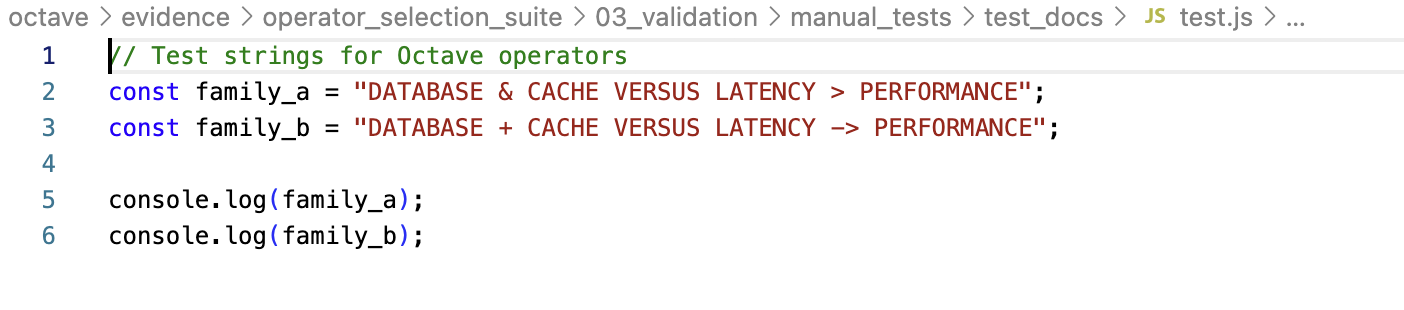 octave > evidence > operator_selection_suite > 03_validation > manual_tests > test_docs > JS test.js > ...
1 // Test strings for Octave operators
2 const family_a = "DATABASE & CACHE VERSUS LATENCY > PERFORMANCE";
3 const family_b = "DATABASE + CACHE VERSUS LATENCY -> PERFORMANCE";
4
5 console.log(family_a);
6 console.log(family_b);